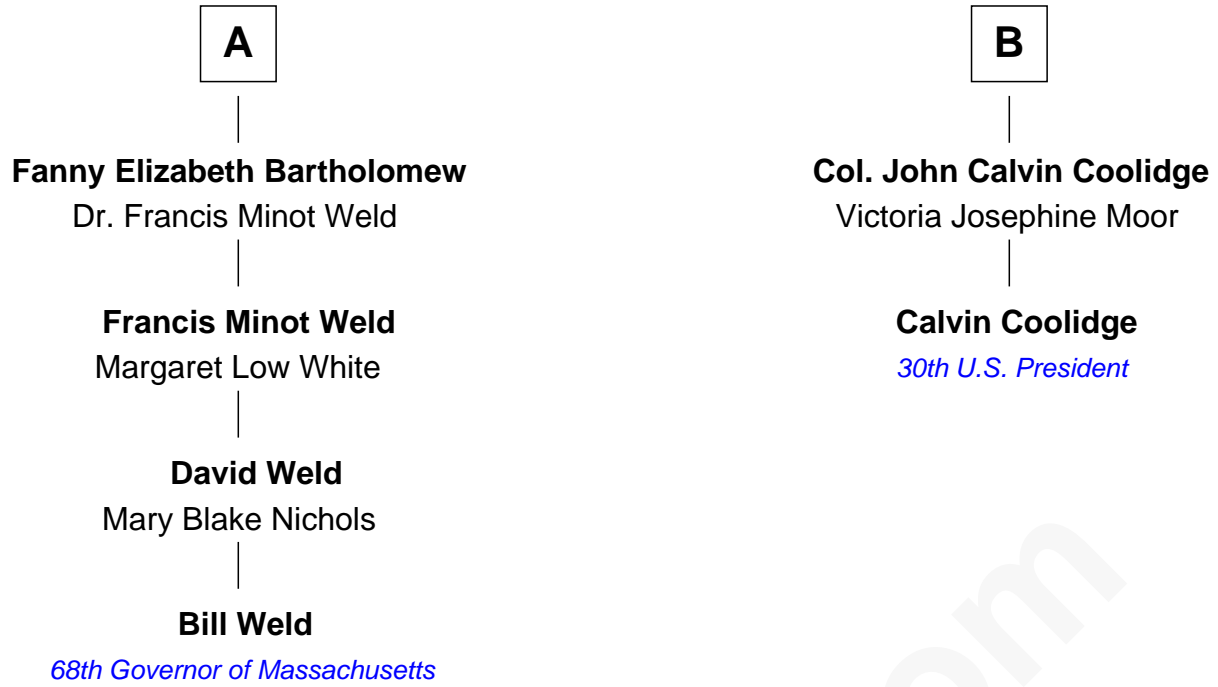 A
Fanny Elizabeth Bartholomew
Dr. Francis Minot Weld
Francis Minot Weld
Margaret Low White
David Weld
Mary Blake Nichols
Bill Weld
68th Governor of Massachusetts
B
Col. John Calvin Coolidge
Victoria Josephine Moor
Calvin Coolidge
30th U.S. President
om